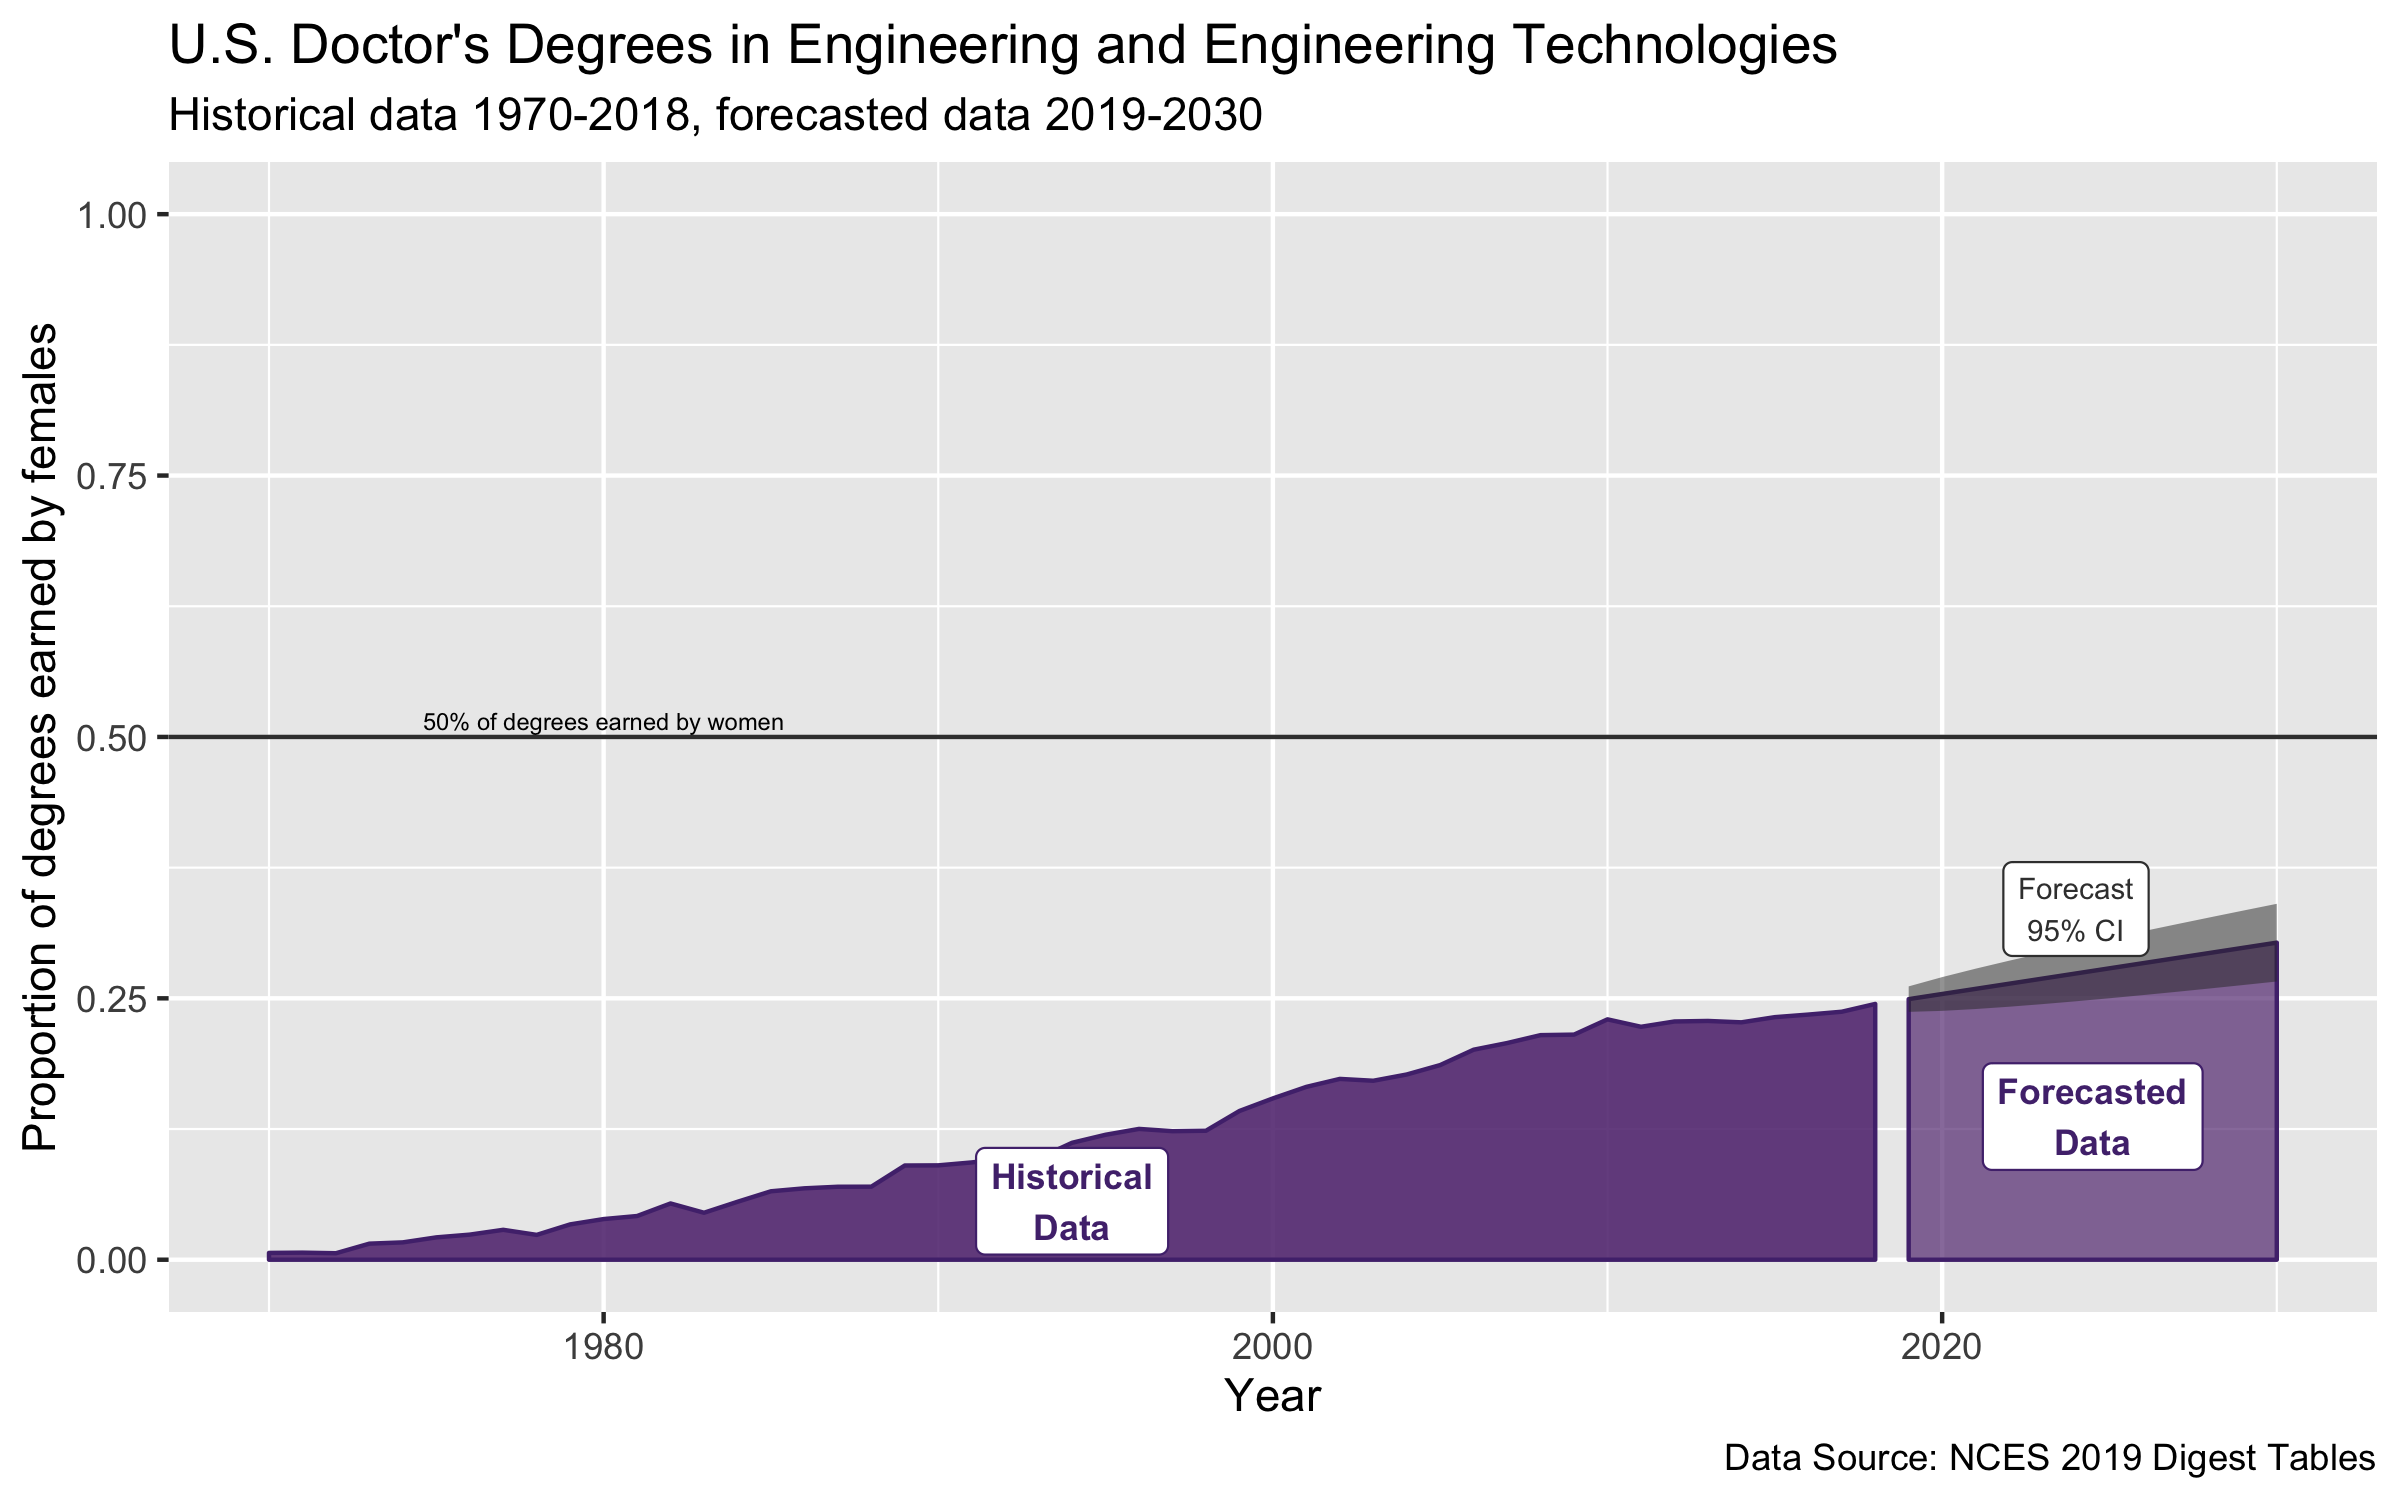 U.S. Doctor's Degrees in Engineering and Engineering Technologies
Historical data 1970-2018, forecasted data 2019-2030
Proportion of degrees earned by females
1.00
0.75
0.50
0.25
0.00
50% of degrees earned by women
Forecast
95% CI
Forecasted
Data
Historical
Data
1980
2000
2020
Year
Data Source: NCES 2019 Digest Tables